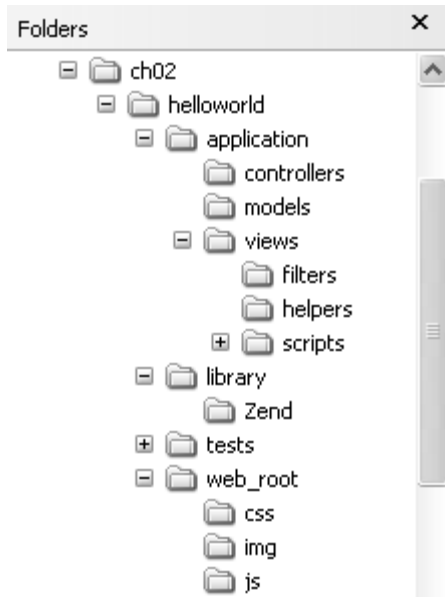 Folders
ch02
helloworld
application
controllers
models
views
filters
helpers
scripts
library
Zend
tests
web_root
css
img
js